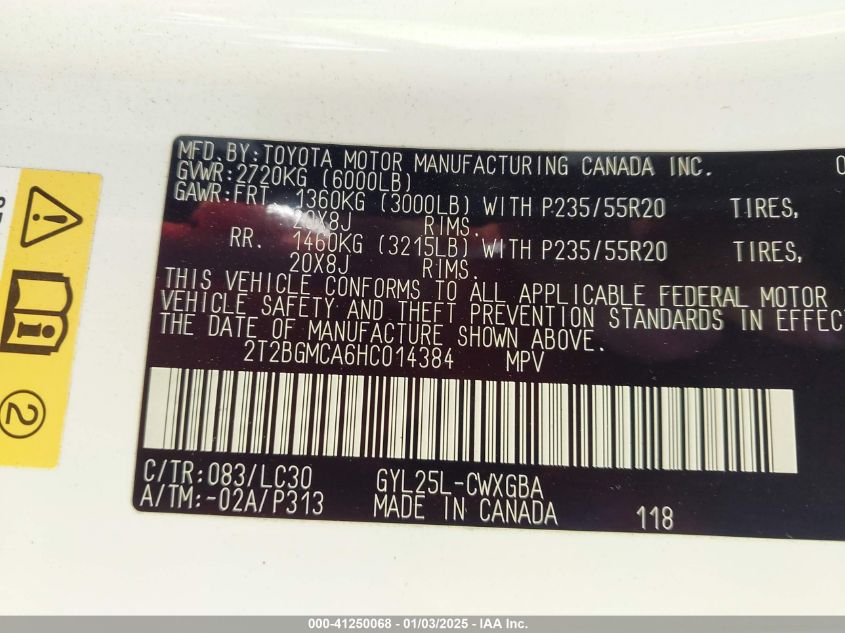 MFD.BY:TOYOTA MOTOR MANUFACTURING CANADA INC.
GVWR:2720KG (6000LB)
GAWR:FRT. 1360KG (3000LB) WITH P235/55R20 TIRES,
20X8J RIMS.
RR. 1460KG (3215LB) WITH P235/55R20 TIRES,
20X8J RIMS.
THIS VEHICLE CONFORMS TO ALL APPLICABLE FEDERAL MOTOR
VEHICLE SAFETY AND THEFT PREVENTION STANDARDS IN EFFECT
THE DATE OF MANUFACTURE SHOWN ABOVE.
2T2BGMCA6HC014384 MPV
C/TR:083/LC30 GYL25L-CWXGBA
A/TM:-02A/P313 MADE IN CANADA 118
2
000-41250068 - 01/03/2025 - IAAI - CWXN.